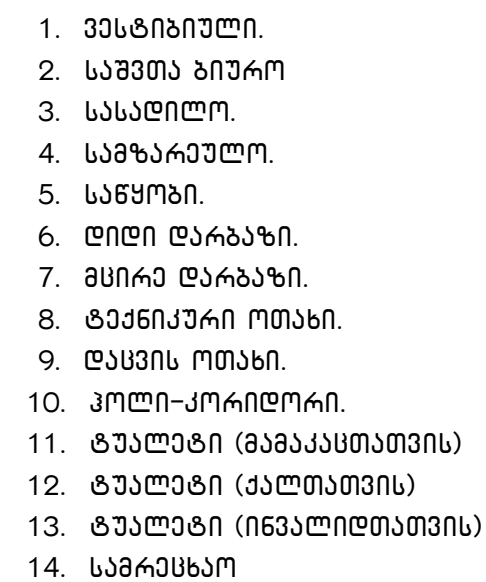 1. ვესტიბიული.
2. საშვთა ბიურო
3. სასადილო.
4. სამზარეულო.
5. საწყობი.
6. დიდი დარბაზი.
7. მცირე დარბაზი.
8. ტექნიკური ოთახი.
9. დაცვის ოთახი.
10. ჰოლი-კორიდორი.
11. ტუალეტი (მამაკაცთათვის)
12. ტუალეტი (ქალთათვის)
13. ტუალეტი (ინვალიდთათვის)
14. სამრეცხაო